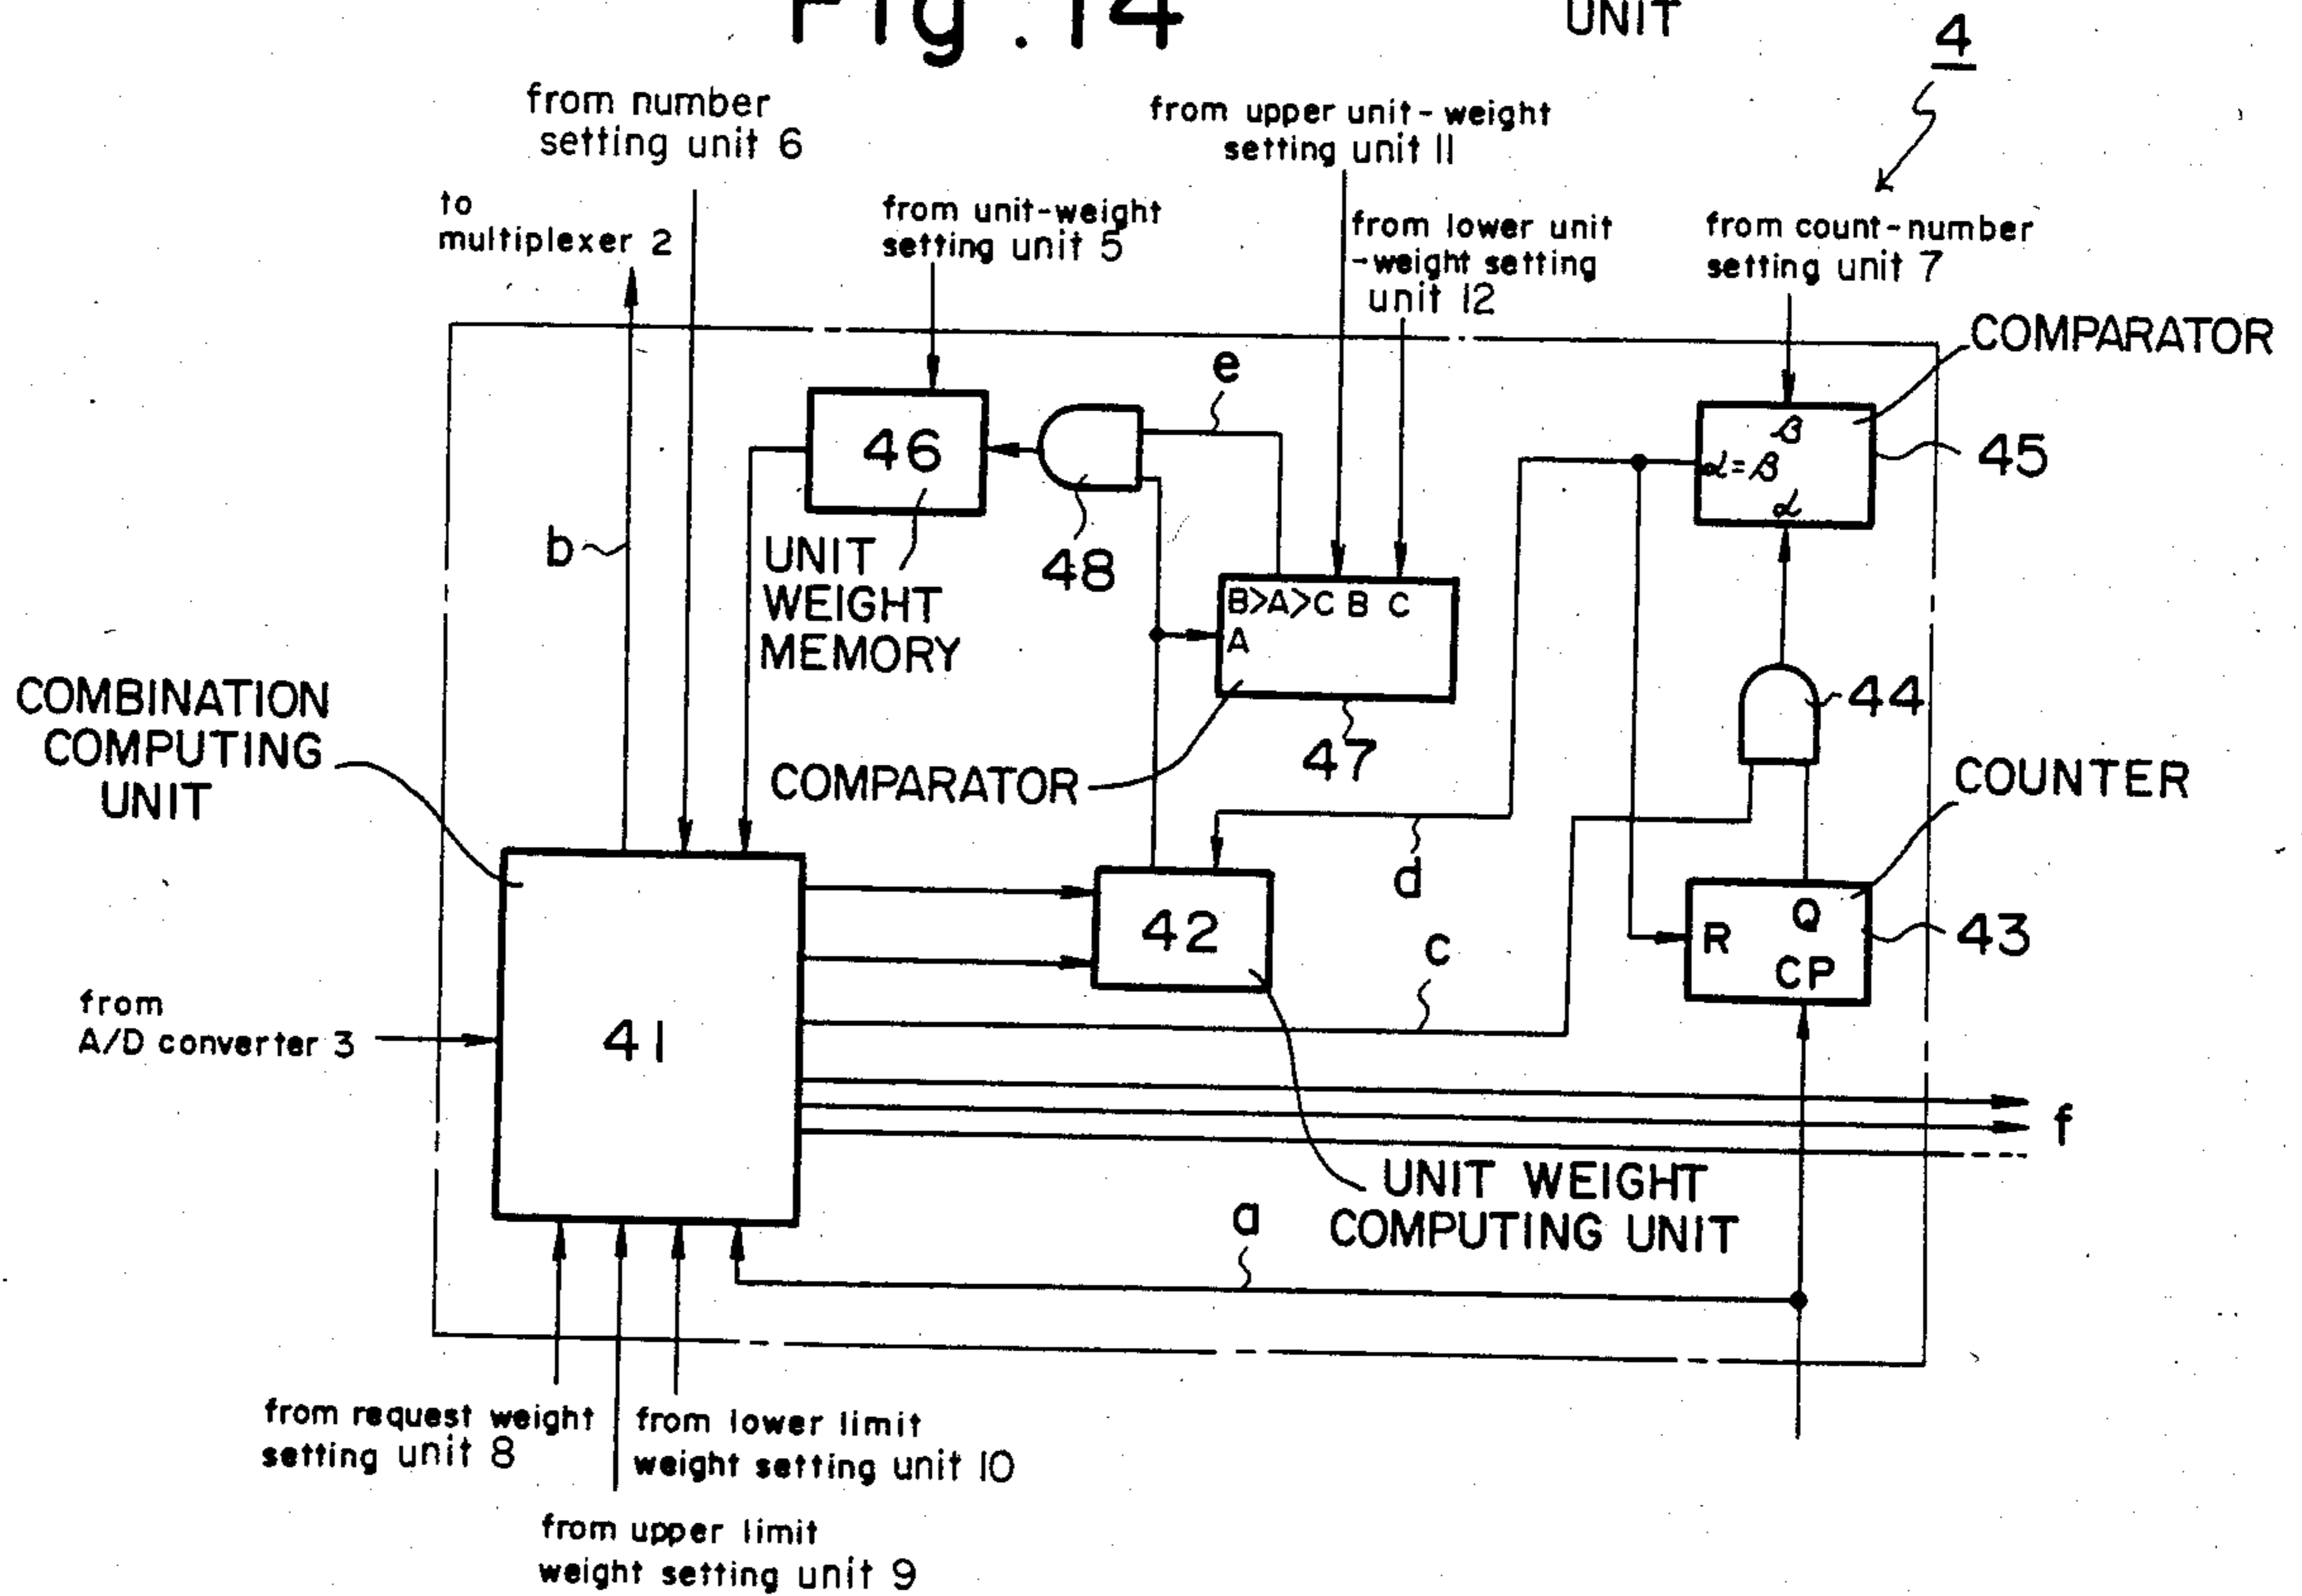 Fig.14
UNIT
4
from number
setting unit 6
from upper unit-weight
setting unit 11
to
multiplexer 2
from unit-weight
setting unit 5
from lower unit
-weight setting
unit 12
from count-number
setting unit 7
COMPARATOR
e
46
β
α=β
α
45
b
UNIT
WEIGHT
MEMORY
48
B>A>C B C
A
COMBINATION
COMPUTING
UNIT
44
47
COMPARATOR
COUNTER
d
42
Q
R
CP
43
c
from
A/D converter 3
41
f
UNIT WEIGHT
COMPUTING UNIT
a
from request weight
setting unit 8
from lower limit
weight setting unit 10
from upper limit
weight setting unit 9